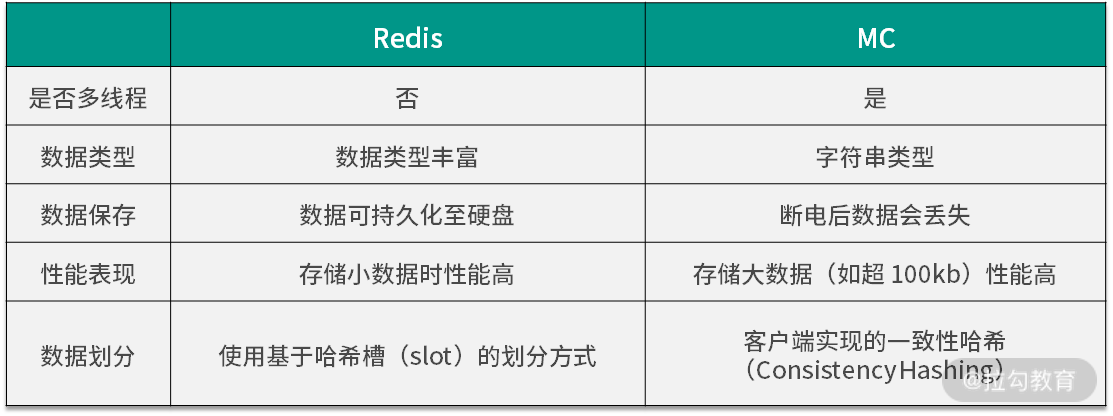 Redis
MC
是否多线程
否
是
数据类型
数据类型丰富
字符串类型
数据保存
数据可持久化至硬盘
断电后数据会丢失
性能表现
存储小数据时性能高
存储大数据（如超 100kb）性能高
数据划分
使用基于哈希槽（slot）的划分方式
客户端实现的一致性哈希
（ConsistencyHashing）
@拉勾教育